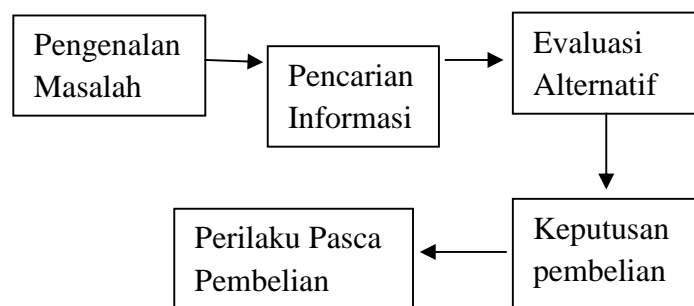 Pengenalan
Masalah
Pencarian
Informasi
Evaluasi
Alternatif
Keputusan
pembelian
Perilaku Pasca
Pembelian